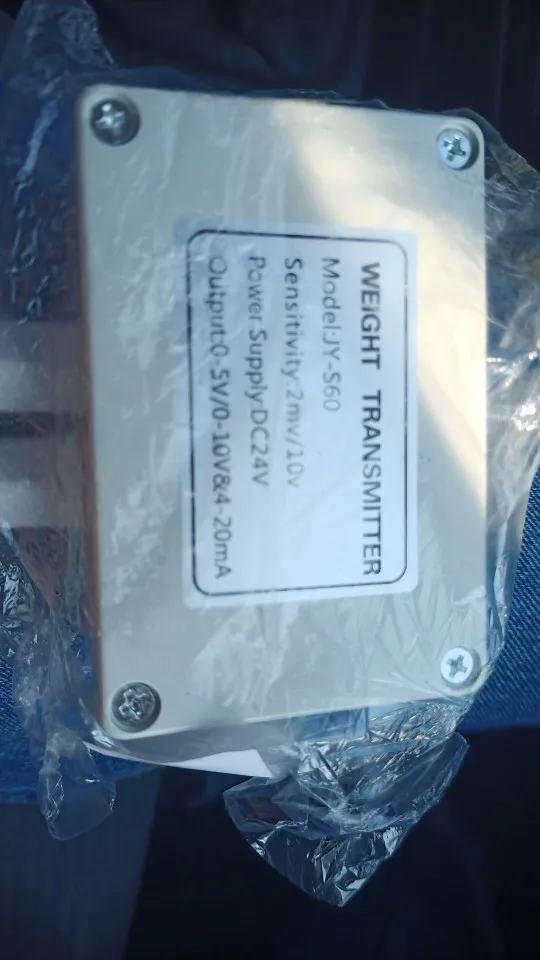 WEIGHT TRANSMITTER
Model:JY-S60
Sensitivity:2mv/10v
Power Supply:DC24V
Output:0-5V/0-10V&4-20mA